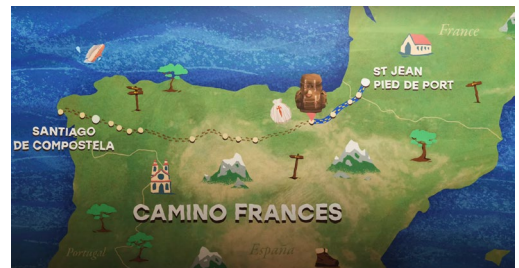 France
ST JEAN
PIED DE PORT
SANTIAGO
DE COMPOSTELA
CAMINO FRANCES
Portugal
España